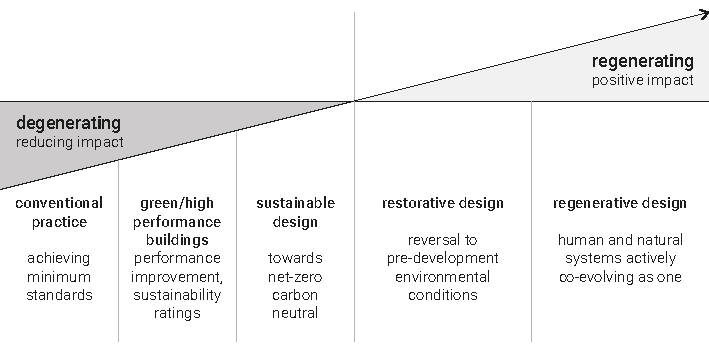 regenerating
positive impact
degenerating
reducing impact
conventional
practice
achieving
minimum
standards
green/high
performance
buildings
performance
improvement,
sustainability
ratings
sustainable
design
towards
net-zero
carbon
neutral
restorative design
reversal to
pre-development
environmental
conditions
regenerative design
human and natural
systems actively
co-evolving as one